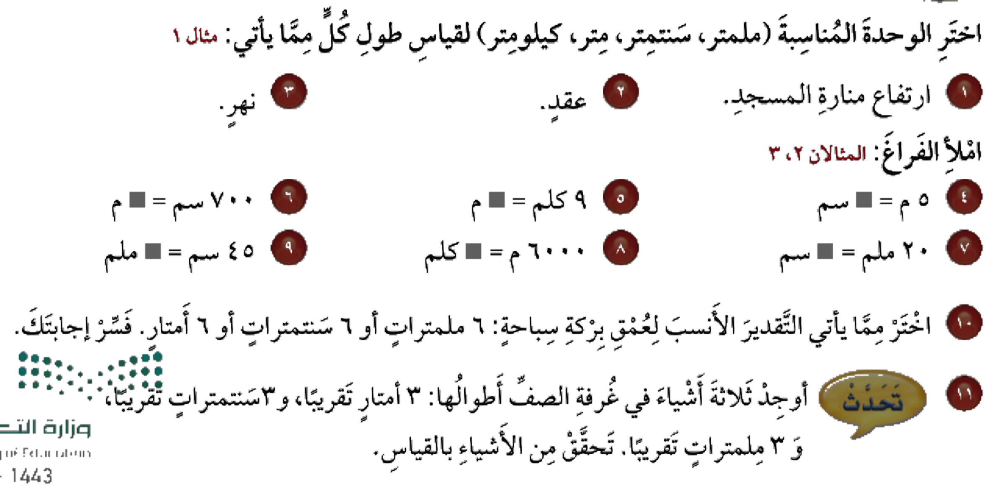 اختَرِ الوحدةَ المُناسِبةَ (ملمتر، سَنتمِتر، مِتر، كيلومِتر) لقياسِ طولِ كُلٍّ مِمَّا يأتي: مثال ١
١ ارتفاع منارةِ المسجدِ. ٢ عقدٍ. ٣ نهرٍ.
امْلأِ الفَراغَ: المثالان ٢، ٣
٤ ٥ م = ■ سم ٥ ٩ كلم = ■ م ٦ ٧٠٠ سم = ■ م
٧ ٢٠ ملم = ■ سم ٨ ٦٠٠٠ م = ■ كلم ٩ ٤٥ سم = ■ ملم
١٠ اخْتَرْ مِمَّا يأتي التَّقديرَ الأَنسبَ لِعُمْقِ بِرْكةِ سِباحةٍ: ٦ ملمتراتٍ أو ٦ سَنتمتراتٍ أو ٦ أَمتارٍ. فَسِّرْ إجابتَكَ.
١١ تَحَدَّثْ أوجِدْ ثَلاثةَ أَشْياءَ في غُرفةِ الصفِّ أَطوالُها: ٣ أمتارٍ تَقريبًا، و٣سَنتمتراتٍ تَقريبًا،
وَ ٣ مِلمتراتٍ تَقريبًا. تَحقَّقْ مِن الأَشياءِ بالقياسِ.
وزارة التـ
1443